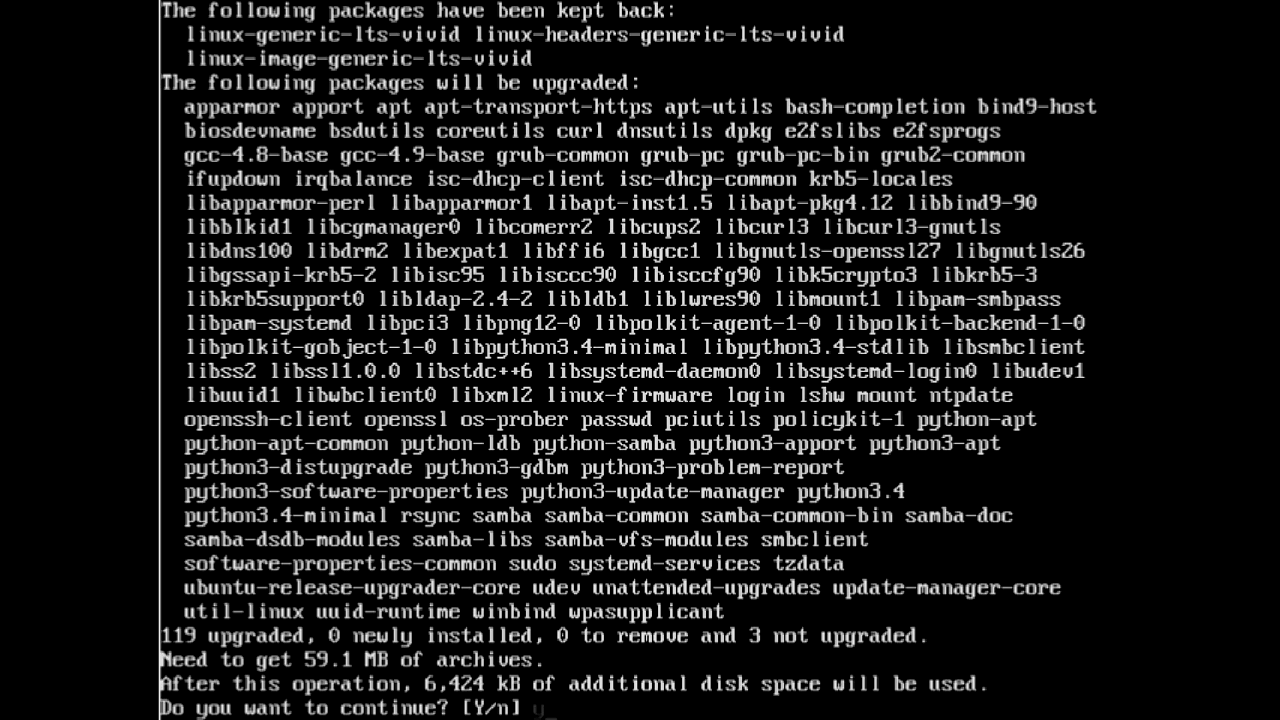 The following packages have been kept back:
linux-generic-lts-vivid linux-headers-generic-lts-vivid
linux-image-generic-lts-vivid
The following packages will be upgraded:
apparmor apport apt apt-transport-https apt-utils bash-completion bind9-host
biosdevname bsdutils coreutils curl dnsutils dpkg e2fslibs e2fsprogs
gcc-4.8-base gcc-4.9-base grub-common grub-pc grub-pc-bin grub2-common
ifupdown irqbalance isc-dhcp-client isc-dhcp-common krb5-locales
libapparmor-perl libapparmor1 libapt-inst1.5 libapt-pkg4.12 libbind9-90
libblkid1 libcgmanager0 libcomerr2 libcups2 libcurl3 libcurl3-gnutls
libdns100 libdrm2 libexpat1 libffi6 libgcc1 libgnutls-openssl27 libgnutls26
libgssapi-krb5-2 libisc95 libisccc90 libisccfg90 libk5crypto3 libkrb5-3
libkrb5support0 libldap-2.4-2 libldb1 liblwres90 libmount1 libpam-smbpass
libpam-systemd libpci3 libpng12-0 libpolkit-agent-1-0 libpolkit-backend-1-0
libpolkit-gobject-1-0 libpython3.4-minimal libpython3.4-stdlib libsmbclient
libss2 libssl1.0.0 libstdc++6 libsystemd-daemon0 libsystemd-login0 libudev1
libuuid1 libwbclient0 libxml2 linux-firmware login lshw mount ntpdate
openssh-client openssl os-prober passwd pciutils policykit-1 python-apt
python-apt-common python-ldb python-samba python3-apport python3-apt
python3-distupgrade python3-gdbm python3-problem-report
python3-software-properties python3-update-manager python3.4
python3.4-minimal rsync samba samba-common samba-common-bin samba-doc
samba-dsdb-modules samba-libs samba-vfs-modules smbclient
software-properties-common sudo systemd-services tzdata
ubuntu-release-upgrader-core udev unattended-upgrades update-manager-core
util-linux uuid-runtime winbind wpasupplicant
119 upgraded, 0 newly installed, 0 to remove and 3 not upgraded.
Need to get 59.1 MB of archives.
After this operation, 6,424 kB of additional disk space will be used.
Do you want to continue? [Y/n] y_